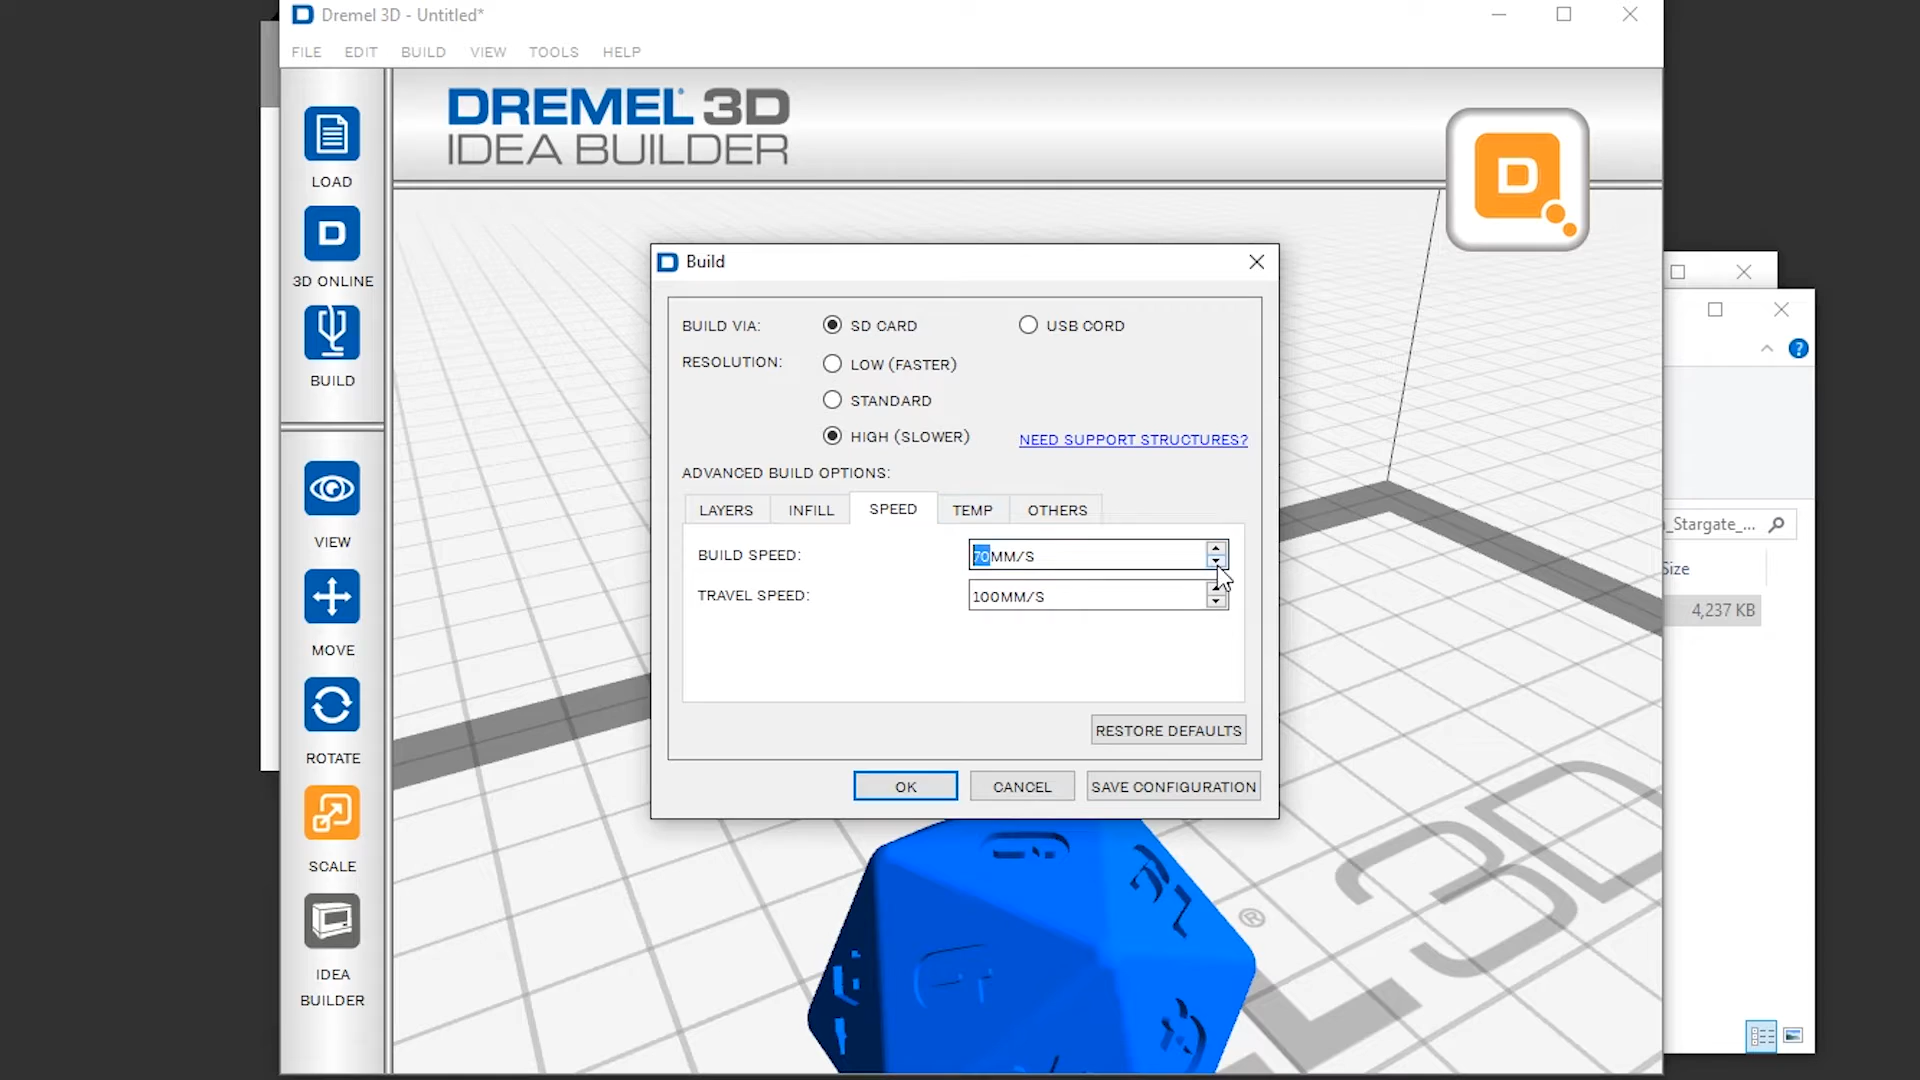 Dremel 3D - Untitled*
FILE EDIT BUILD VIEW TOOLS HELP
DREMEL® 3D
IDEA BUILDER
D
LOAD
D
3D ONLINE
BUILD
VIEW
MOVE
ROTATE
SCALE
IDEA
BUILDER
Build
BUILD VIA: SD CARD USB CORD
RESOLUTION: LOW (FASTER)
STANDARD
HIGH (SLOWER) NEED SUPPORT STRUCTURES?
ADVANCED BUILD OPTIONS:
LAYERS INFILL SPEED TEMP OTHERS
BUILD SPEED: 70MM/S
TRAVEL SPEED: 100MM/S
RESTORE DEFAULTS
OK CANCEL SAVE CONFIGURATION
_Stargate_...
Size
4,237 KB
®
3D